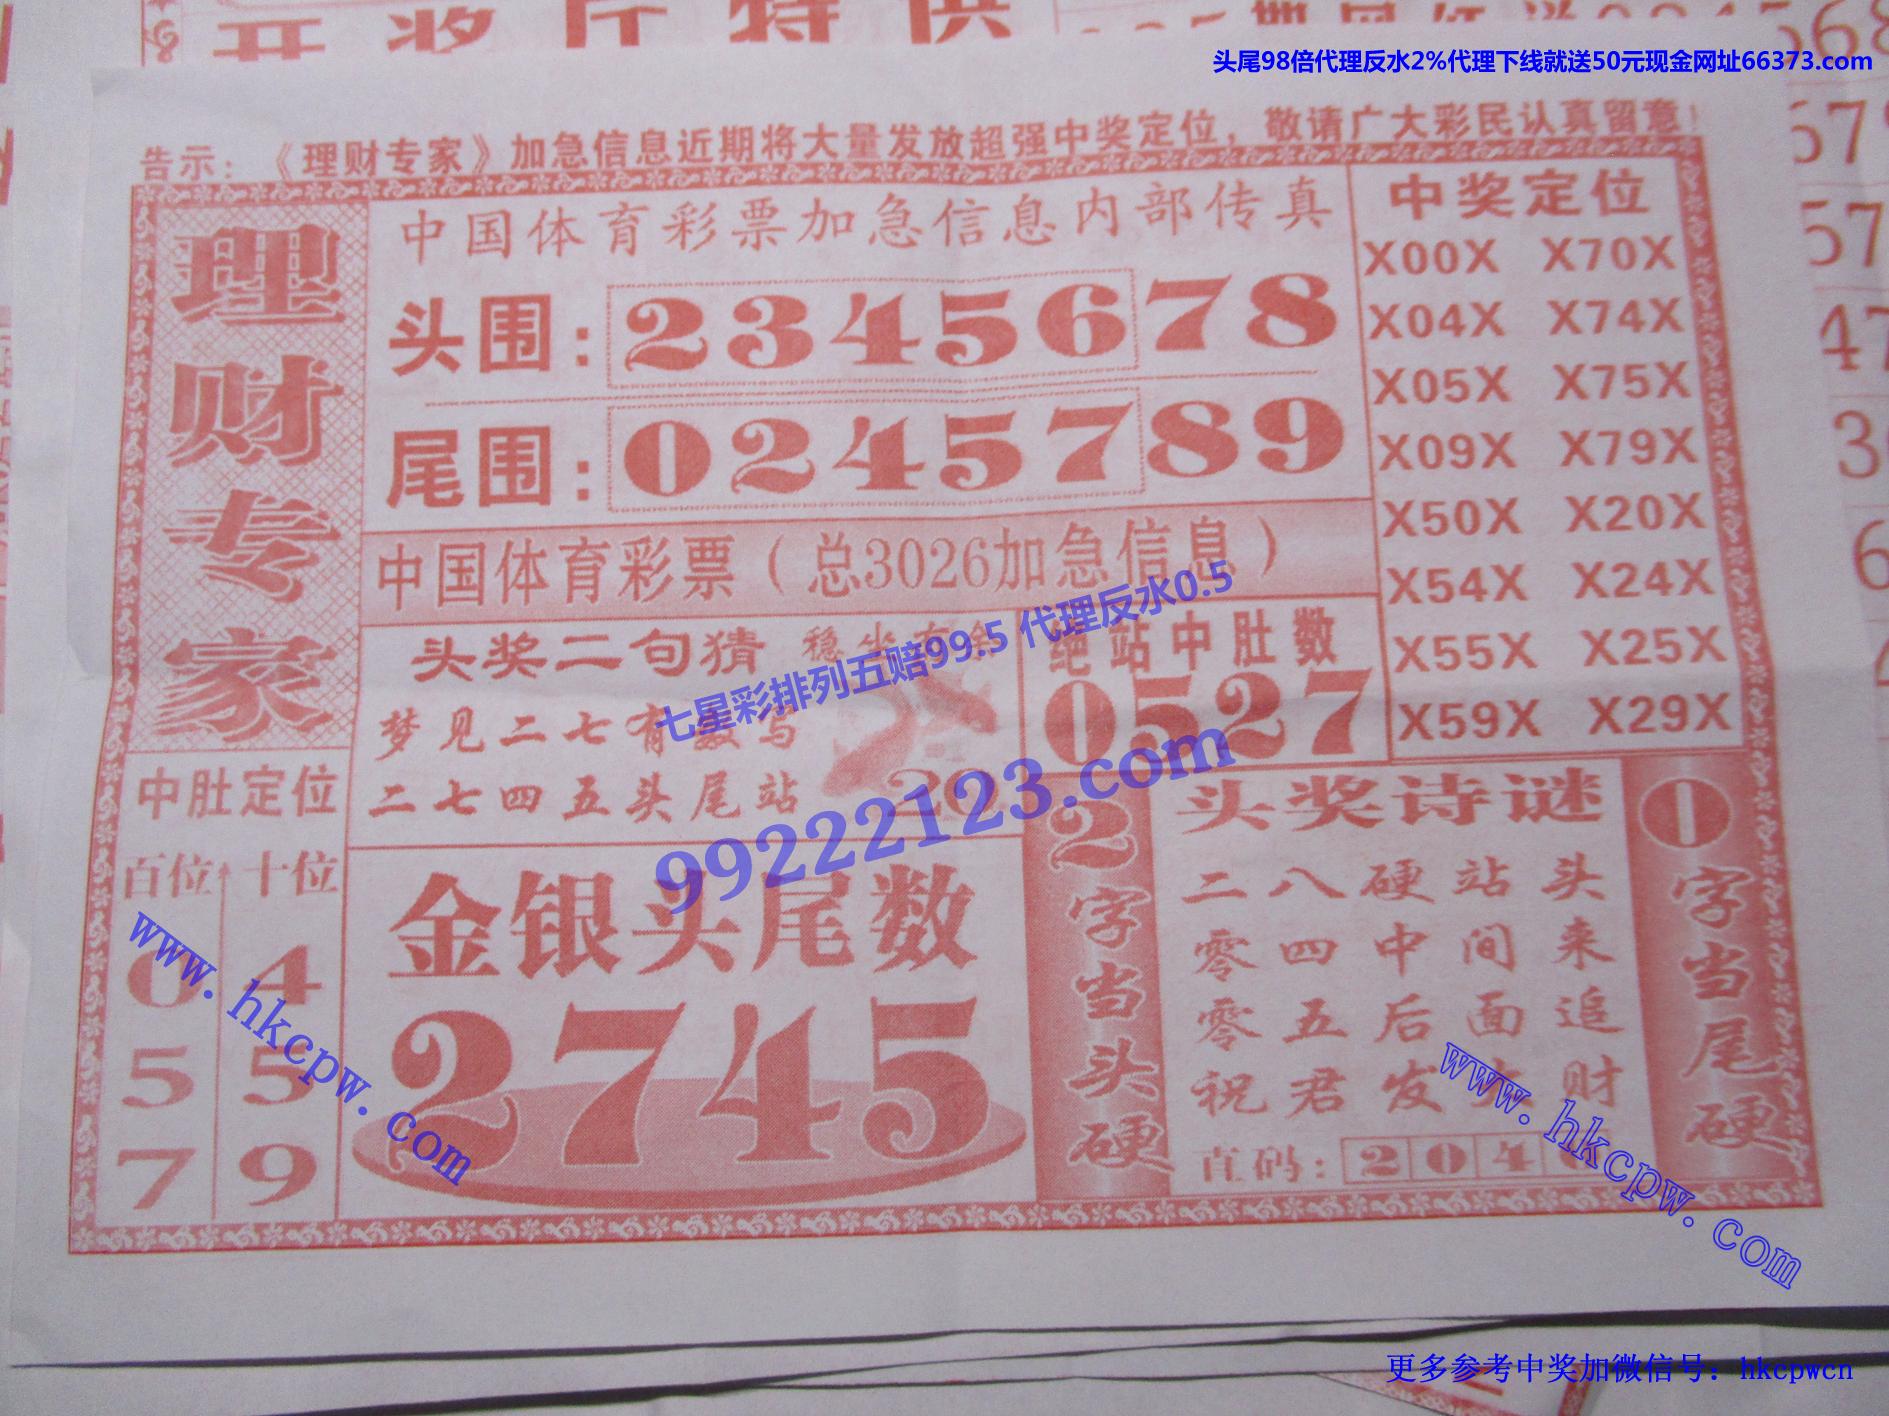 头尾98倍代理反水2%代理下线就送50元现金网址66373.com
告示：《理财专家》加急信息近期将大量发放超强中奖定位，敬请广大彩民认真留意！
理财专家
中国体育彩票加急信息内部传真
头围：2345678
尾围：0245789
中国体育彩票（总3026加急信息）
中奖定位
X00X X70X
X04X X74X
X05X X75X
X09X X79X
X50X X20X
X54X X24X
X55X X25X
X59X X29X
头奖二句猜
梦见二七有
二七四五头尾站
绝站中肚数
0527
七星彩排列五赔99.5 代理反水0.5
99222123.com
中肚定位
百位 十位
0 4
5 5
7 9
金银头尾数
2745
2字当头硬
头奖诗谜
二八硬站头
零四中间来
零五后面追
祝君发 财
直码：204
0字当尾硬
www.hkcpw.com
www.hkcpw.com
更多参考中奖加微信号：hkcpwcn